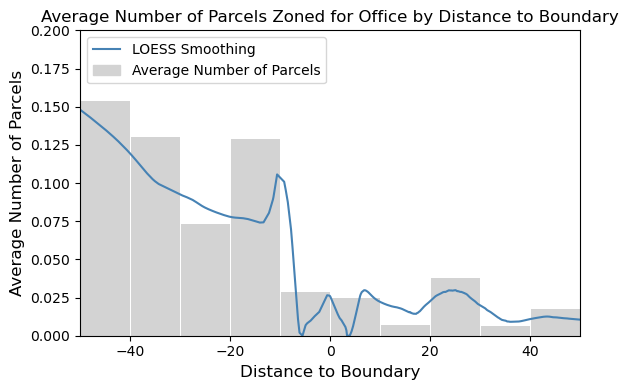 Average Number of Parcels Zoned for Office by Distance to Boundary
LOESS Smoothing
Average Number of Parcels
0.200
0.175
0.150
0.125
0.100
0.075
0.050
0.025
0.000
Average Number of Parcels
−40 −20 0 20 40
Distance to Boundary